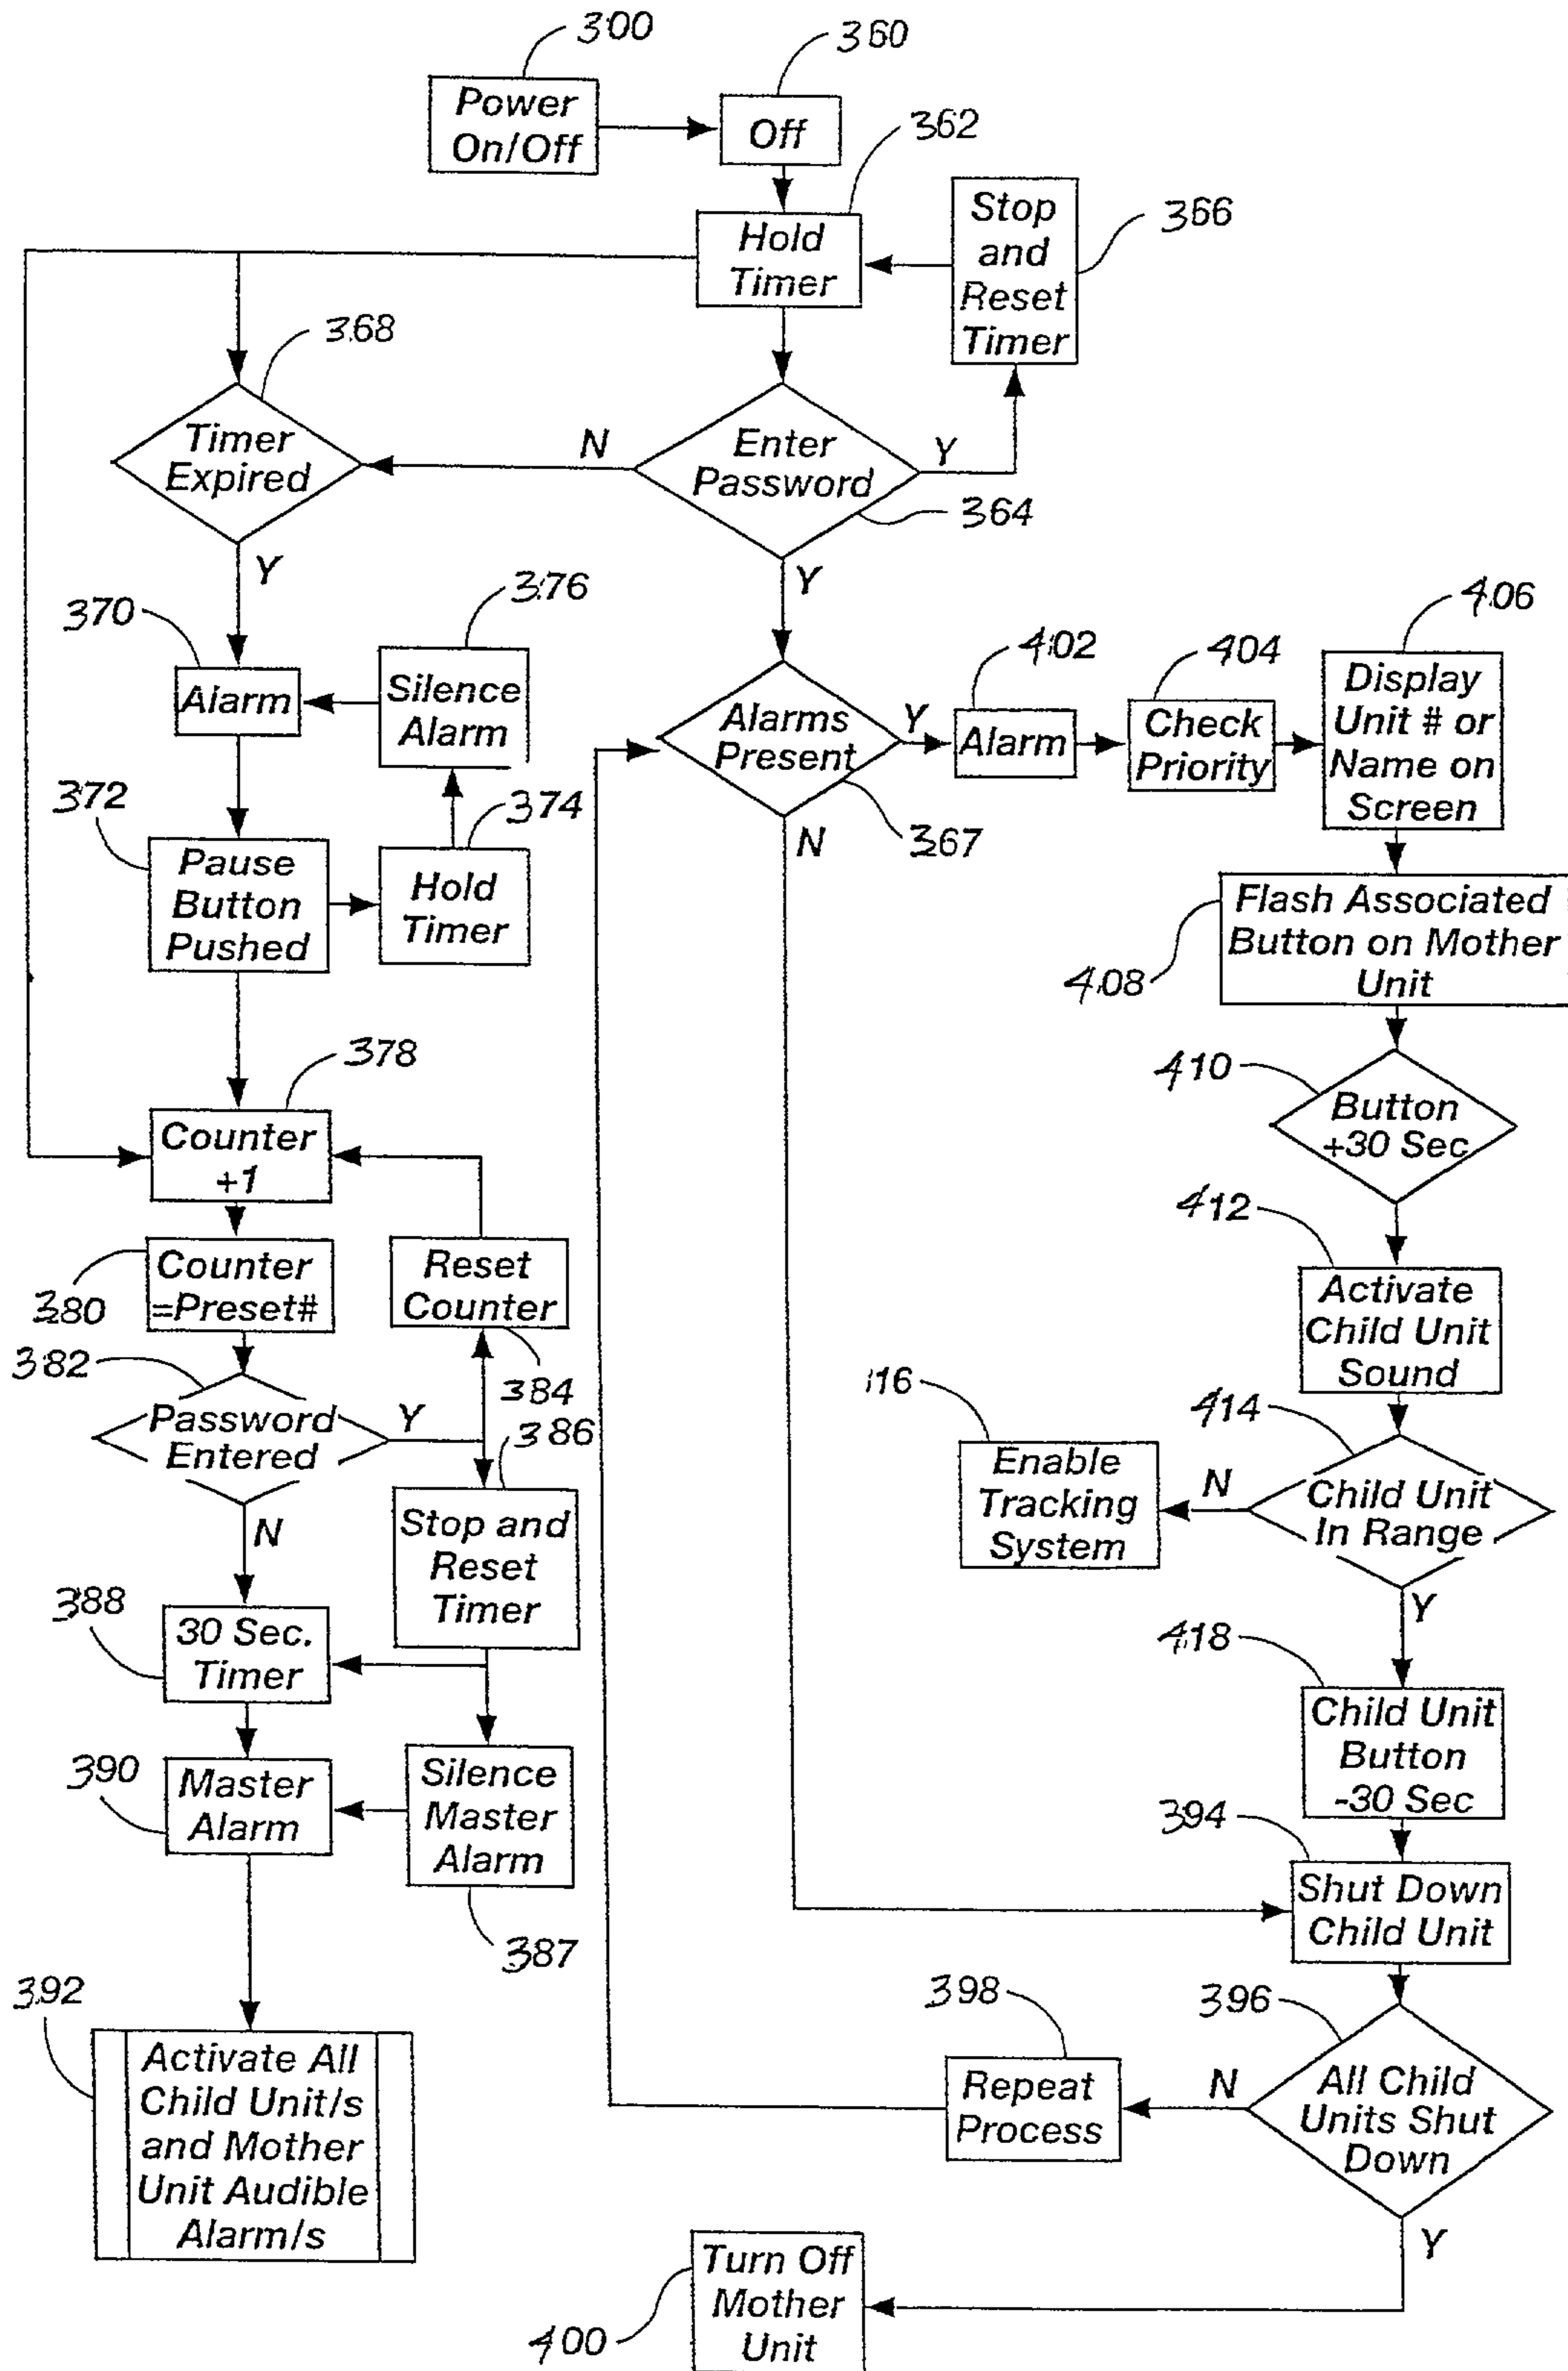 300
360
Power
On/Off
Off
362
Hold
Timer
Stop
and
Reset
Timer
366
368
Timer
Expired
N
Enter
Password
Y
364
Y
Y
370
Alarm
376
Silence
Alarm
372
Pause
Button
Pushed
374
Hold
Timer
Alarms
Present
Y
367
N
402
Alarm
404
Check
Priority
406
Display
Unit # or
Name on
Screen
Flash Associated
Button on Mother
Unit
408
410
Button
+30 Sec
378
Counter
+1
380
Counter
=Preset#
Reset
Counter
384
382
Password
Entered
Y
N
386
Stop and
Reset
Timer
388
30 Sec.
Timer
390
Master
Alarm
Silence
Master
Alarm
387
392
Activate All
Child Unit/s
and Mother
Unit Audible
Alarm/s
412
Activate
Child Unit
Sound
414
Child Unit
In Range
N
Y
116
Enable
Tracking
System
418
Child Unit
Button
-30 Sec
394
Shut Down
Child Unit
396
All Child
Units Shut
Down
N
Y
398
Repeat
Process
400
Turn Off
Mother
Unit